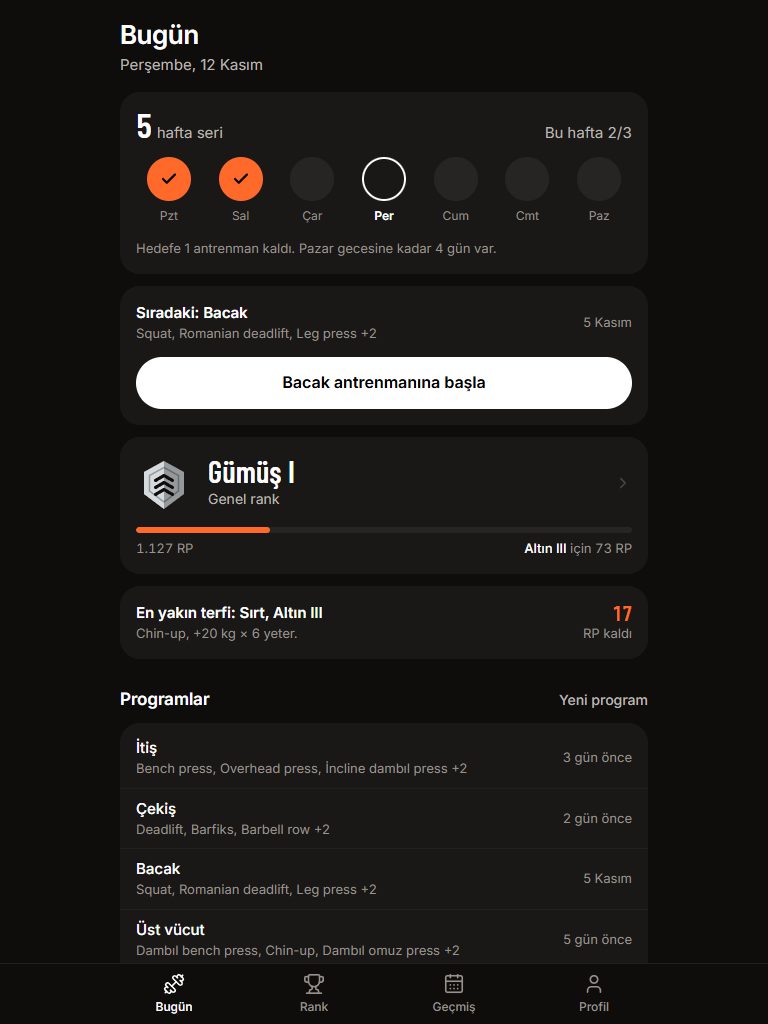 Bugün
Perşembe, 12 Kasım
5 hafta seri
Bu hafta 2/3
Pzt
Sal
Çar
Per
Cum
Cmt
Paz
Hedefe 1 antrenman kaldı. Pazar gecesine kadar 4 gün var.
Sıradaki: Bacak
Squat, Romanian deadlift, Leg press +2
5 Kasım
Bacak antrenmanına başla
Gümüş I
Genel rank
1.127 RP
Altın III için 73 RP
En yakın terfi: Sırt, Altın III
Chin-up, +20 kg × 6 yeter.
17
RP kaldı
Programlar
Yeni program
İtiş
Bench press, Overhead press, İncline dambıl press +2
3 gün önce
Çekiş
Deadlift, Barfiks, Barbell row +2
2 gün önce
Bacak
Squat, Romanian deadlift, Leg press +2
5 Kasım
Üst vücut
Dambıl bench press, Chin-up, Dambıl omuz press +2
5 gün önce
Bugün
Rank
Geçmiş
Profil